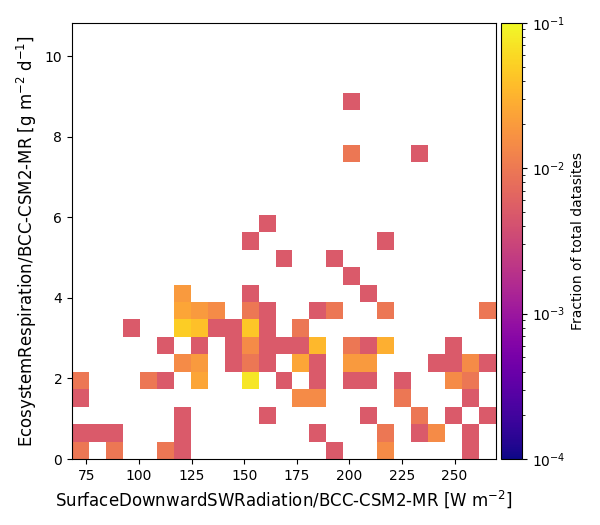 EcosystemRespiration/BCC-CSM2-MR [g m⁻² d⁻¹]
10
8
6
4
2
0
75 100 125 150 175 200 225 250
SurfaceDownwardSWRadiation/BCC-CSM2-MR [W m⁻²]
10⁻¹
10⁻²
10⁻³
10⁻⁴
Fraction of total datasites